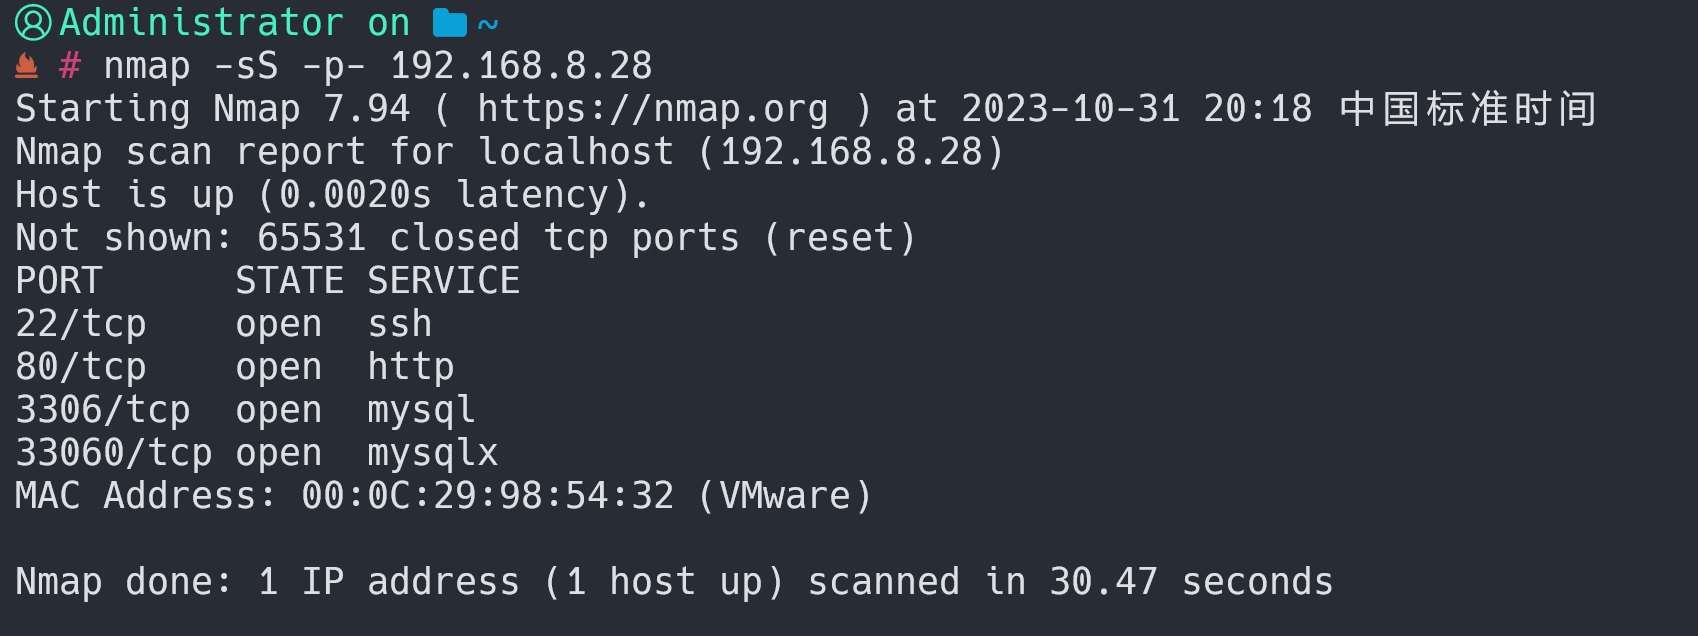 Administrator on ~
# nmap -sS -p- 192.168.8.28
Starting Nmap 7.94 ( https://nmap.org ) at 2023-10-31 20:18 中国标准时间
Nmap scan report for localhost (192.168.8.28)
Host is up (0.0020s latency).
Not shown: 65531 closed tcp ports (reset)
PORT      STATE SERVICE
22/tcp    open  ssh
80/tcp    open  http
3306/tcp  open  mysql
33060/tcp open  mysqlx
MAC Address: 00:0C:29:98:54:32 (VMware)
Nmap done: 1 IP address (1 host up) scanned in 30.47 seconds